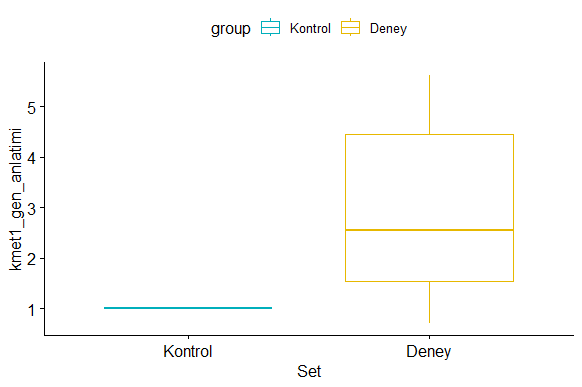 group Kontrol Deney
kmet1_gen_anlatimi
5
4
3
2
1
Kontrol Deney
Set